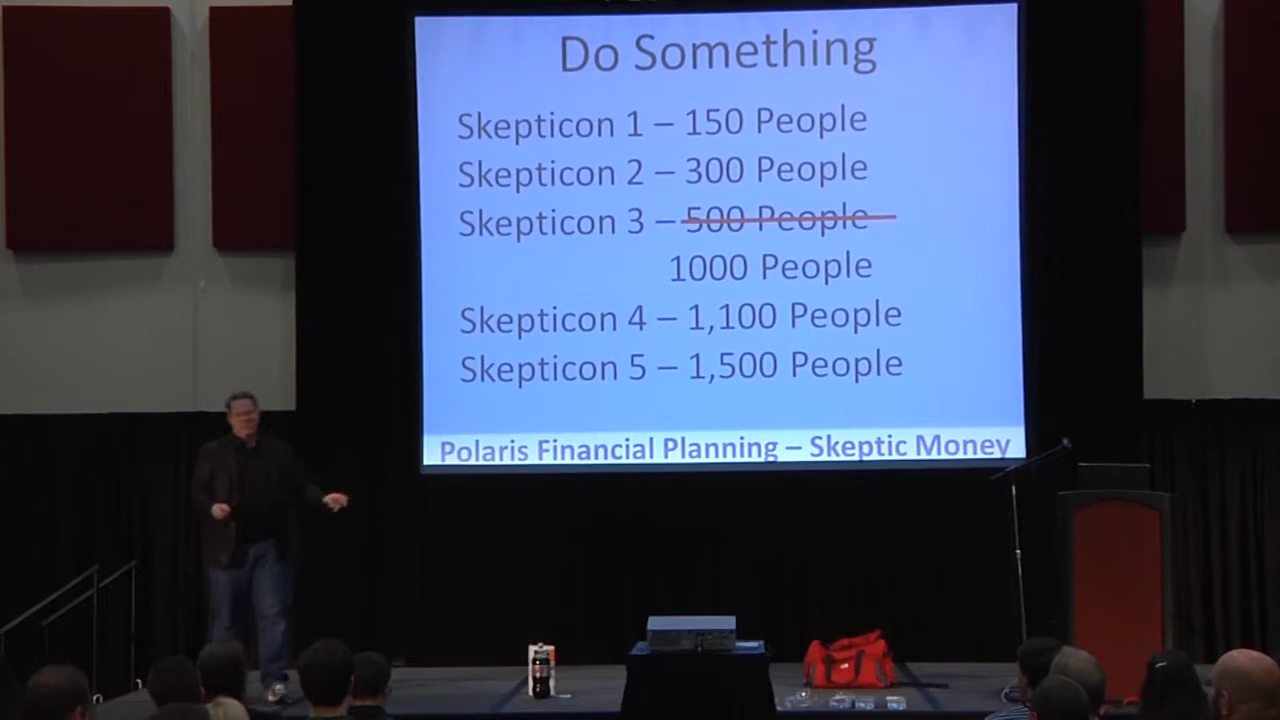 Do Something
Skepticon 1 – 150 People
Skepticon 2 – 300 People
Skepticon 3 – 500 People
1000 People
Skepticon 4 – 1,100 People
Skepticon 5 – 1,500 People
Polaris Financial Planning – Skeptic Money